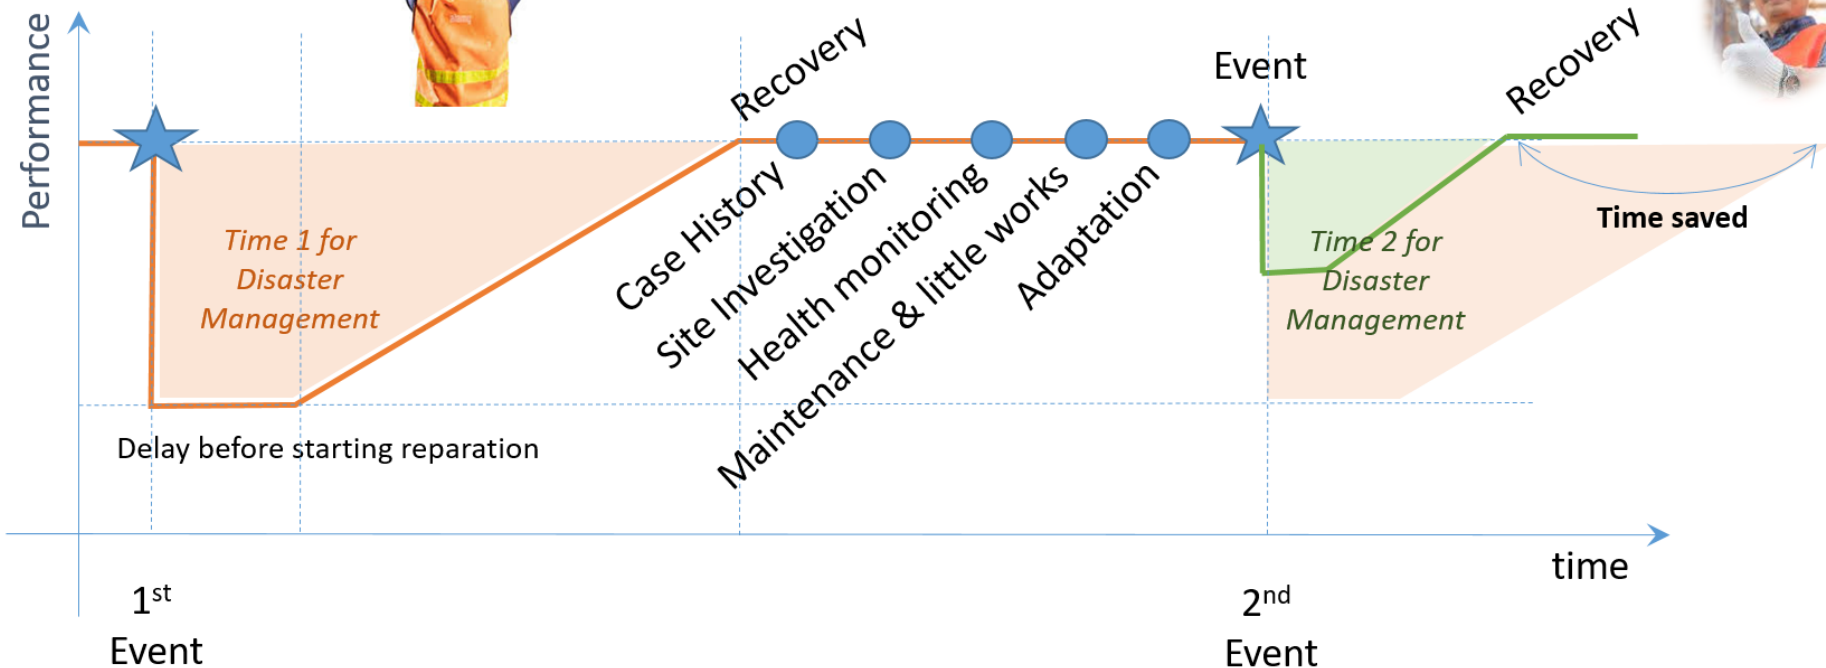 Performance
Recovery
Event
Recovery
Time 1 for
Disaster
Management
Case History
Site Investigation
Health monitoring
Maintenance & little works
Adaptation
Time 2 for
Disaster
Management
Time saved
Delay before starting reparation
time
1st
Event
2nd
Event